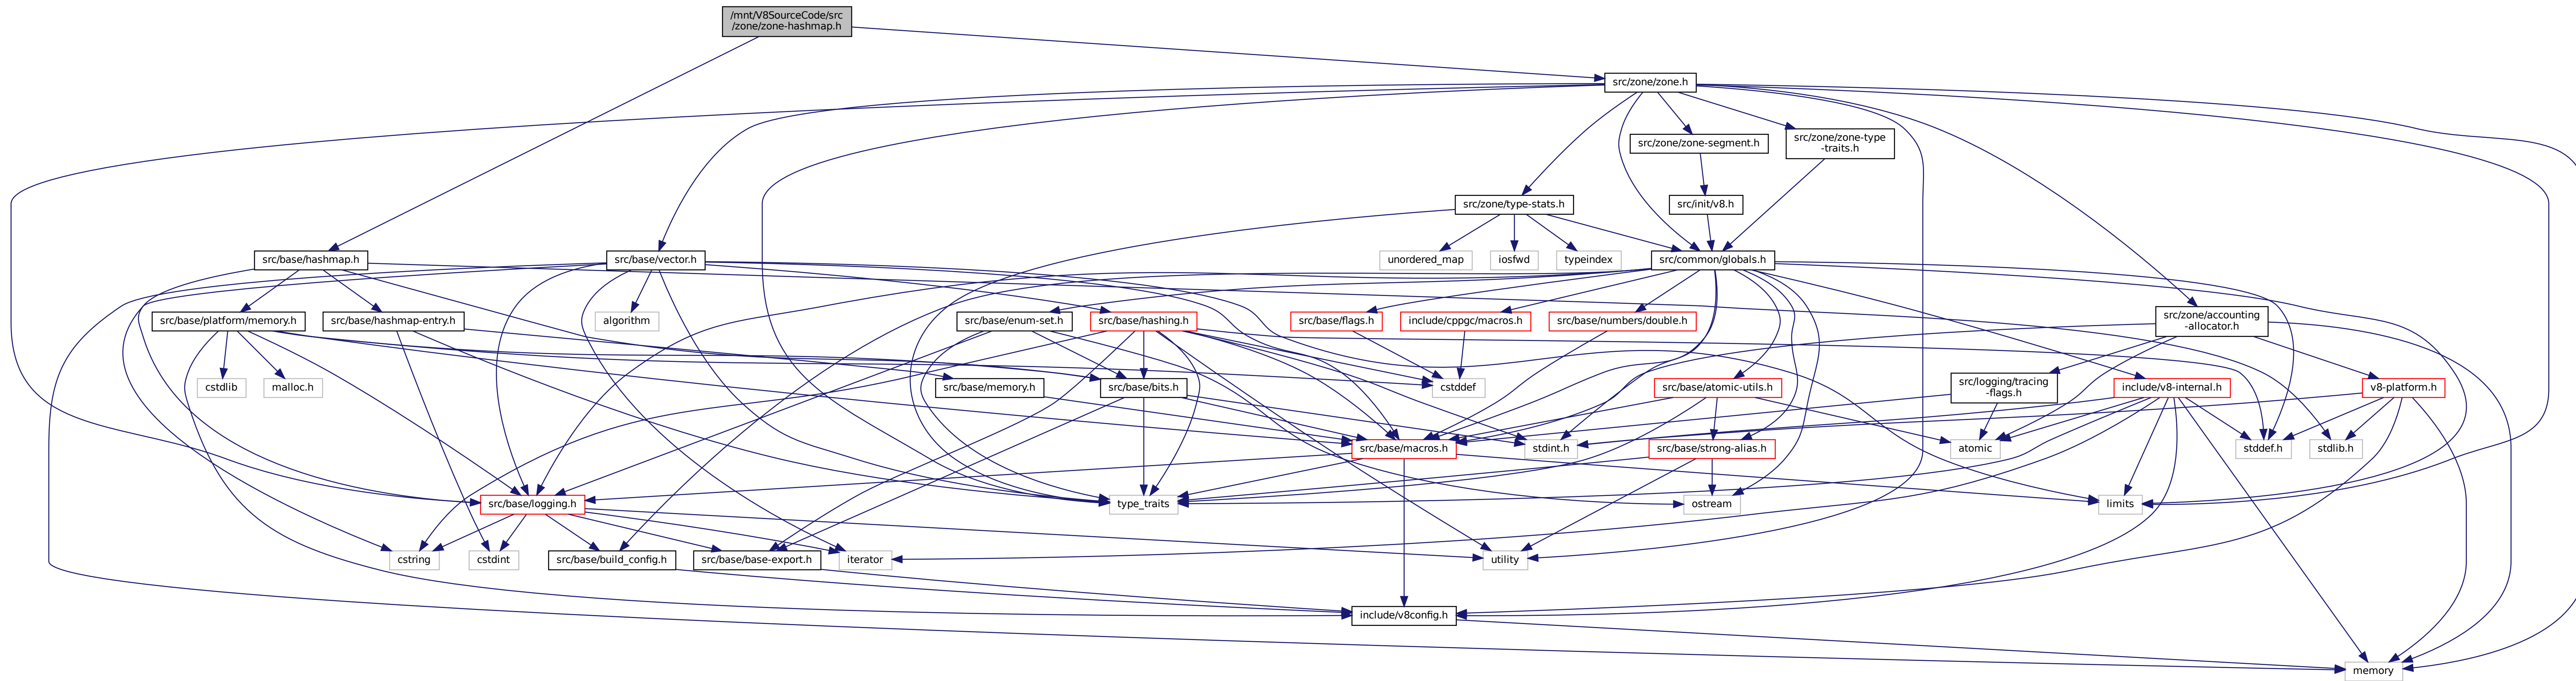 /mnt/V8SourceCode/src
/zone/zone-hashmap.h
src/zone/zone.h
src/zone/zone-segment.h
src/zone/zone-type
-traits.h
src/zone/type-stats.h
src/init/v8.h
src/base/hashmap.h
src/base/vector.h
unordered_map
iosfwd
typeindex
src/common/globals.h
src/base/platform/memory.h
src/base/hashmap-entry.h
algorithm
src/base/enum-set.h
src/base/hashing.h
src/base/flags.h
include/cppgc/macros.h
src/base/numbers/double.h
src/zone/accounting
-allocator.h
cstdlib
malloc.h
src/base/memory.h
src/base/bits.h
cstddef
src/base/atomic-utils.h
src/logging/tracing
-flags.h
include/v8-internal.h
v8-platform.h
src/base/macros.h
stdint.h
src/base/strong-alias.h
atomic
stddef.h
stdlib.h
src/base/logging.h
type_traits
ostream
limits
cstring
cstdint
src/base/build_config.h
src/base/base-export.h
iterator
utility
include/v8config.h
memory